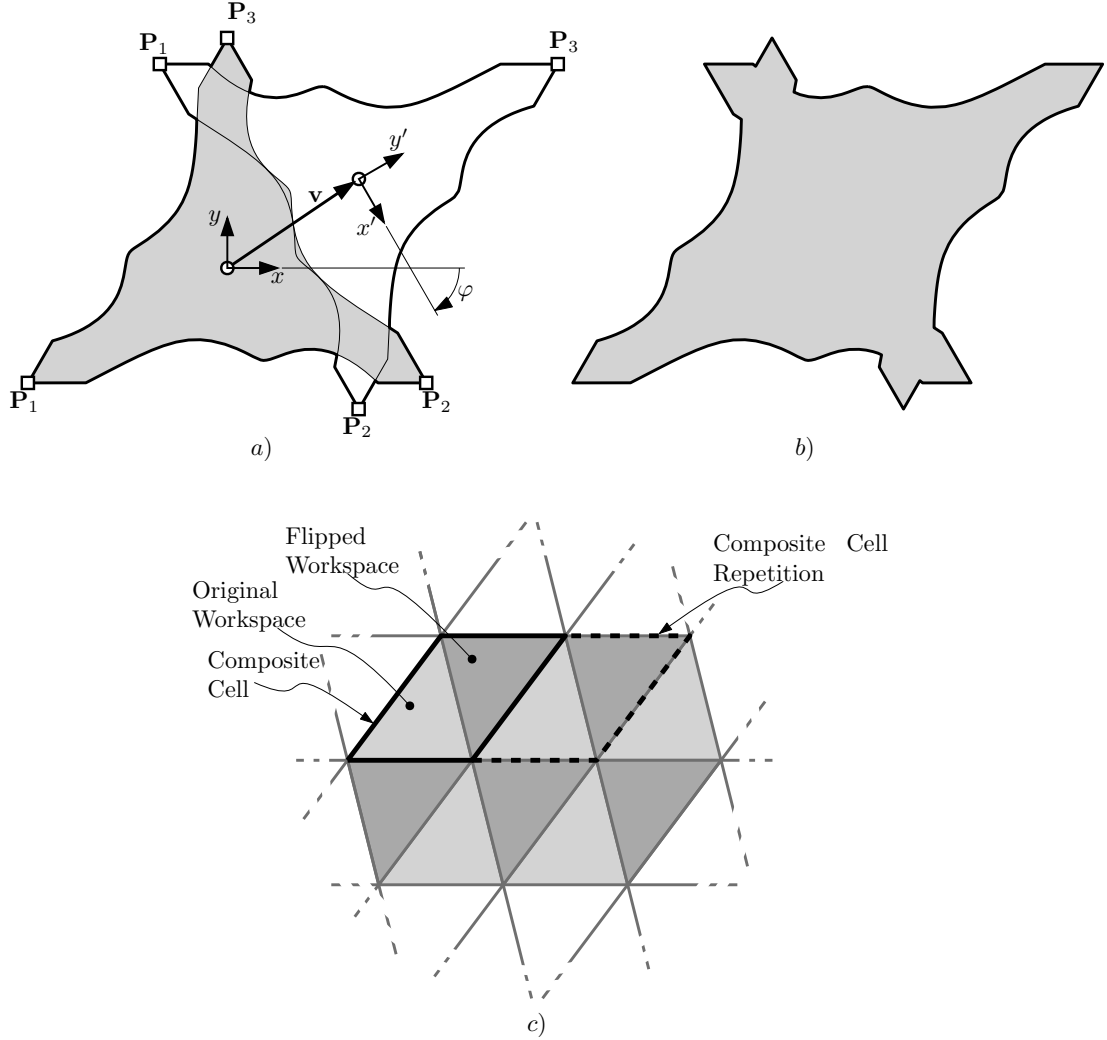 P₃
P₁
P₃
y′
v
x′
y
x
φ
P₁
P₂
P₂
a)
b)
Flipped
Workspace
Composite Cell
Repetition
Original
Workspace
Composite
Cell
c)